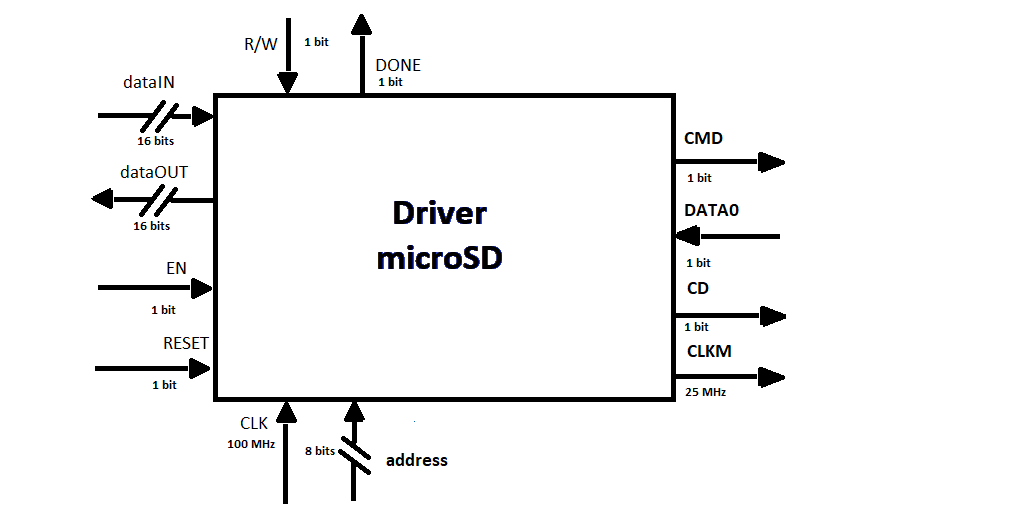 R/W
1 bit
DONE
1 bit
dataIN
16 bits
dataOUT
16 bits
EN
1 bit
RESET
1 bit
Driver
microSD
CMD
1 bit
DATA0
1 bit
CD
1 bit
CLKM
25 MHz
CLK
100 MHz
8 bits
address